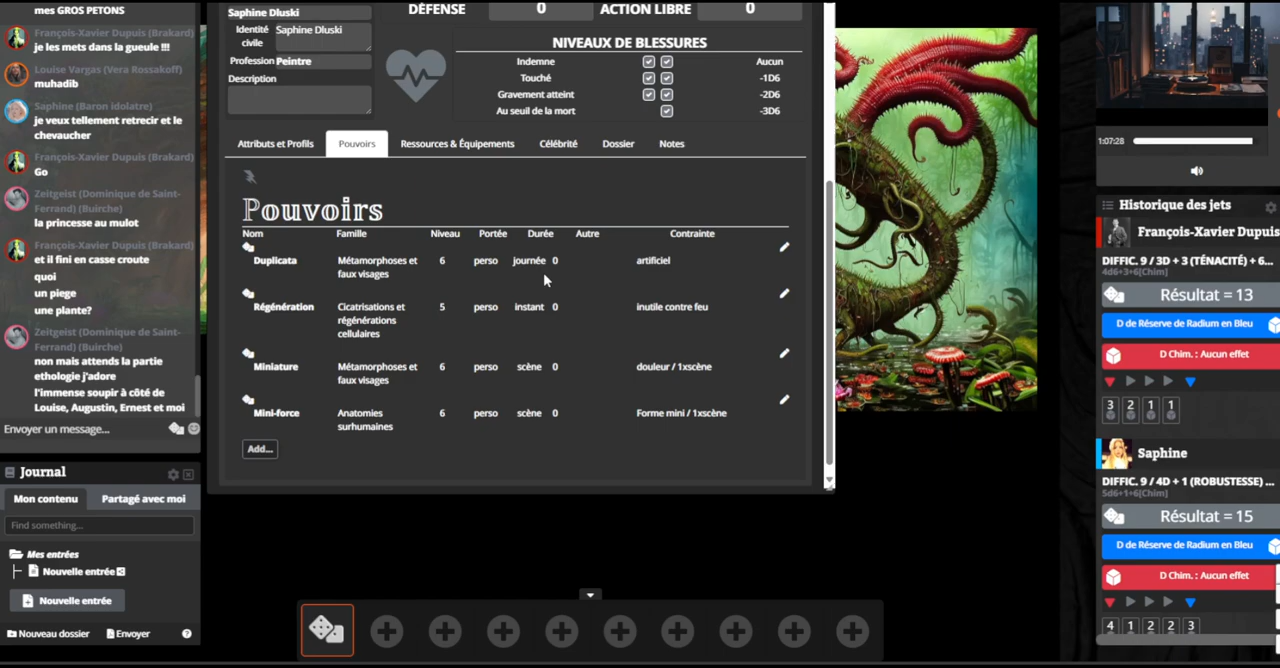 mes GROS PETONS
François-Xavier Dupuis (Brakard)
je les mets dans la gueule !!!
Louise Vargas (Vera Rossakoff)
muhadib
Saphine (Baron idolatre)
je veux tellement retrecir et le
chevaucher
François-Xavier Dupuis (Brakard)
Go
Zeitgeist (Dominique de Saint-
Ferrand) (Buirche)
la princesse au mulot
François-Xavier Dupuis (Brakard)
et il fini en casse croute
quoi
un piege
une plante?
Zeitgeist (Dominique de Saint-
Ferrand) (Buirche)
non mais attends la partie
ethologie j'adore
l'immense soupir à côté de
Louise, Augustin, Ernest et moi
Envoyer un message...
Journal
Mon contenu
Partagé avec moi
Find something...
Mes entrées
Nouvelle entrée
Nouvelle entrée
Nouveau dossier
Envoyer
Saphine Dluski
Identité
civile
Saphine Dluski
Profession
Peintre
Description
DÉFENSE
0
ACTION LIBRE
0
NIVEAUX DE BLESSURES
Indemne Aucun
Touché -1D6
Gravement atteint -2D6
Au seuil de la mort -3D6
Attributs et Profils
Pouvoirs
Ressources & Équipements
Célébrité
Dossier
Notes
Pouvoirs
Nom Famille Niveau Portée Durée Autre Contrainte
Duplicata Métamorphoses et 6 perso journée 0 artificiel
faux visages
Régénération Cicatrisations et 5 perso instant 0 inutile contre feu
régénérations
cellulaires
Miniature Métamorphoses et 6 perso scène 0 douleur / 1xscène
faux visages
Mini-force Anatomies 6 perso scène 0 Forme mini / 1xscène
surhumaines
Add...
1:07:28
Historique des jets
François-Xavier Dupuis
DIFFIC. 9 / 3D + 3 (TÉNACITÉ) + 6...
4d6+3+6[Chim]
Résultat = 13
D de Réserve de Radium en Bleu
D Chim. : Aucun effet
3 2 1 1
Saphine
DIFFIC. 9 / 4D + 1 (ROBUSTESSE) ...
5d6+1+6[Chim]
Résultat = 15
D de Réserve de Radium en Bleu
D Chim. : Aucun effet
4 1 2 2 3